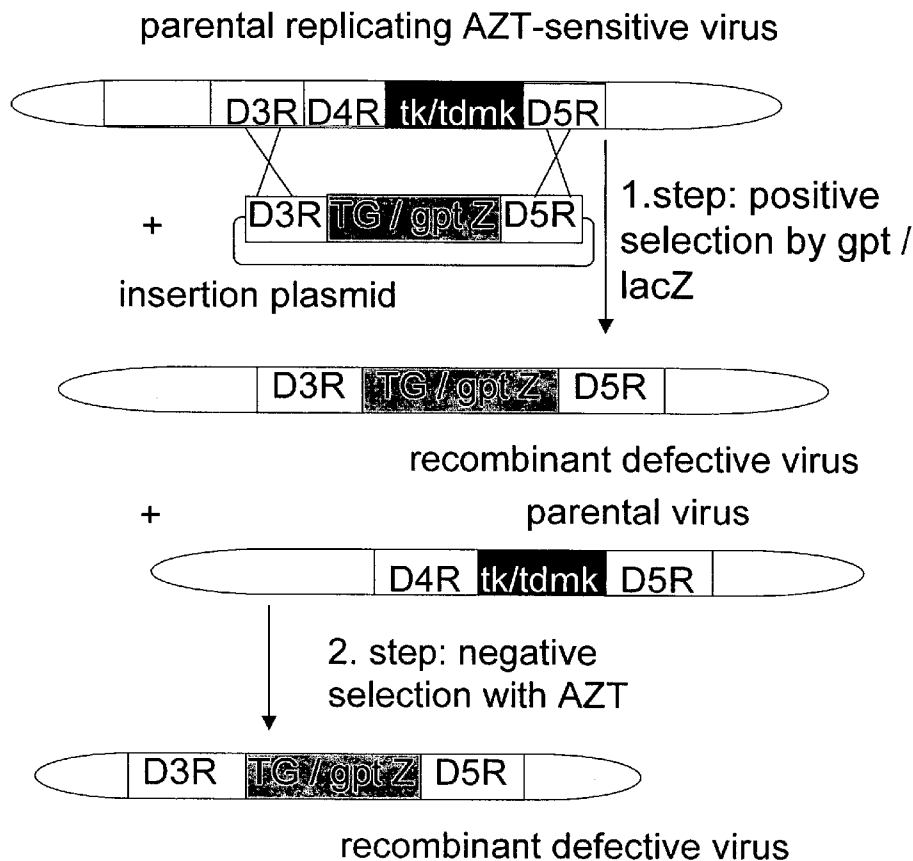 parental replicating AZT-sensitive virus
D3R D4R tk/tdmk D5R
D3R TG / gpt Z D5R
+
insertion plasmid
1.step: positive
selection by gpt /
lacZ
D3R TG / gpt Z D5R
recombinant defective virus
+
parental virus
D4R tk/tdmk D5R
2. step: negative
selection with AZT
D3R TG / gpt Z D5R
recombinant defective virus